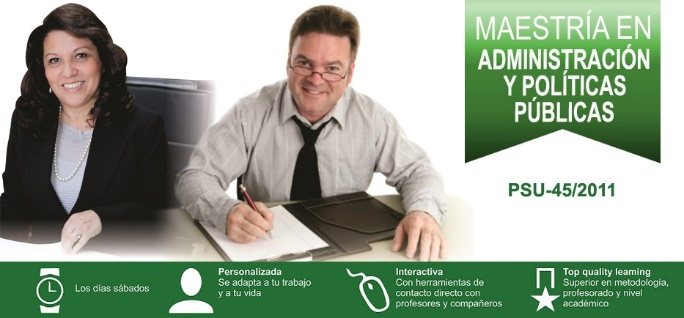 MAESTRÍA EN
ADMINISTRACIÓN
Y POLÍTICAS
PÚBLICAS
PSU-45/2011
Los días sábados
Personalizada
Se adapta a tu trabajo
y a tu vida
Interactiva
Con herramientas de
contacto directo con
profesores y compañeros
Top quality learning
Superior en metodología,
profesorado y nivel
académico